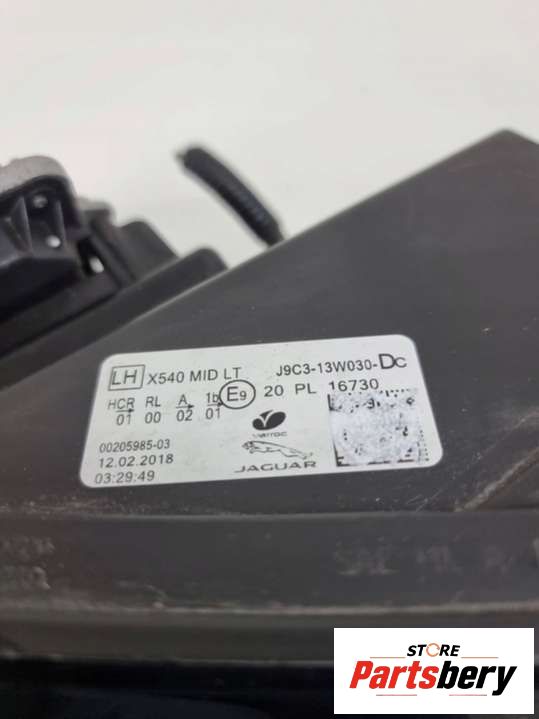 LH X540 MID LT J9C3-13W030-DC
HCR RL A 1b E9 20 PL 16730
01 00 02 01
00205985-03
12.02.2018
03:29:49
VARROC
JAGUAR
STORE
Partsbery